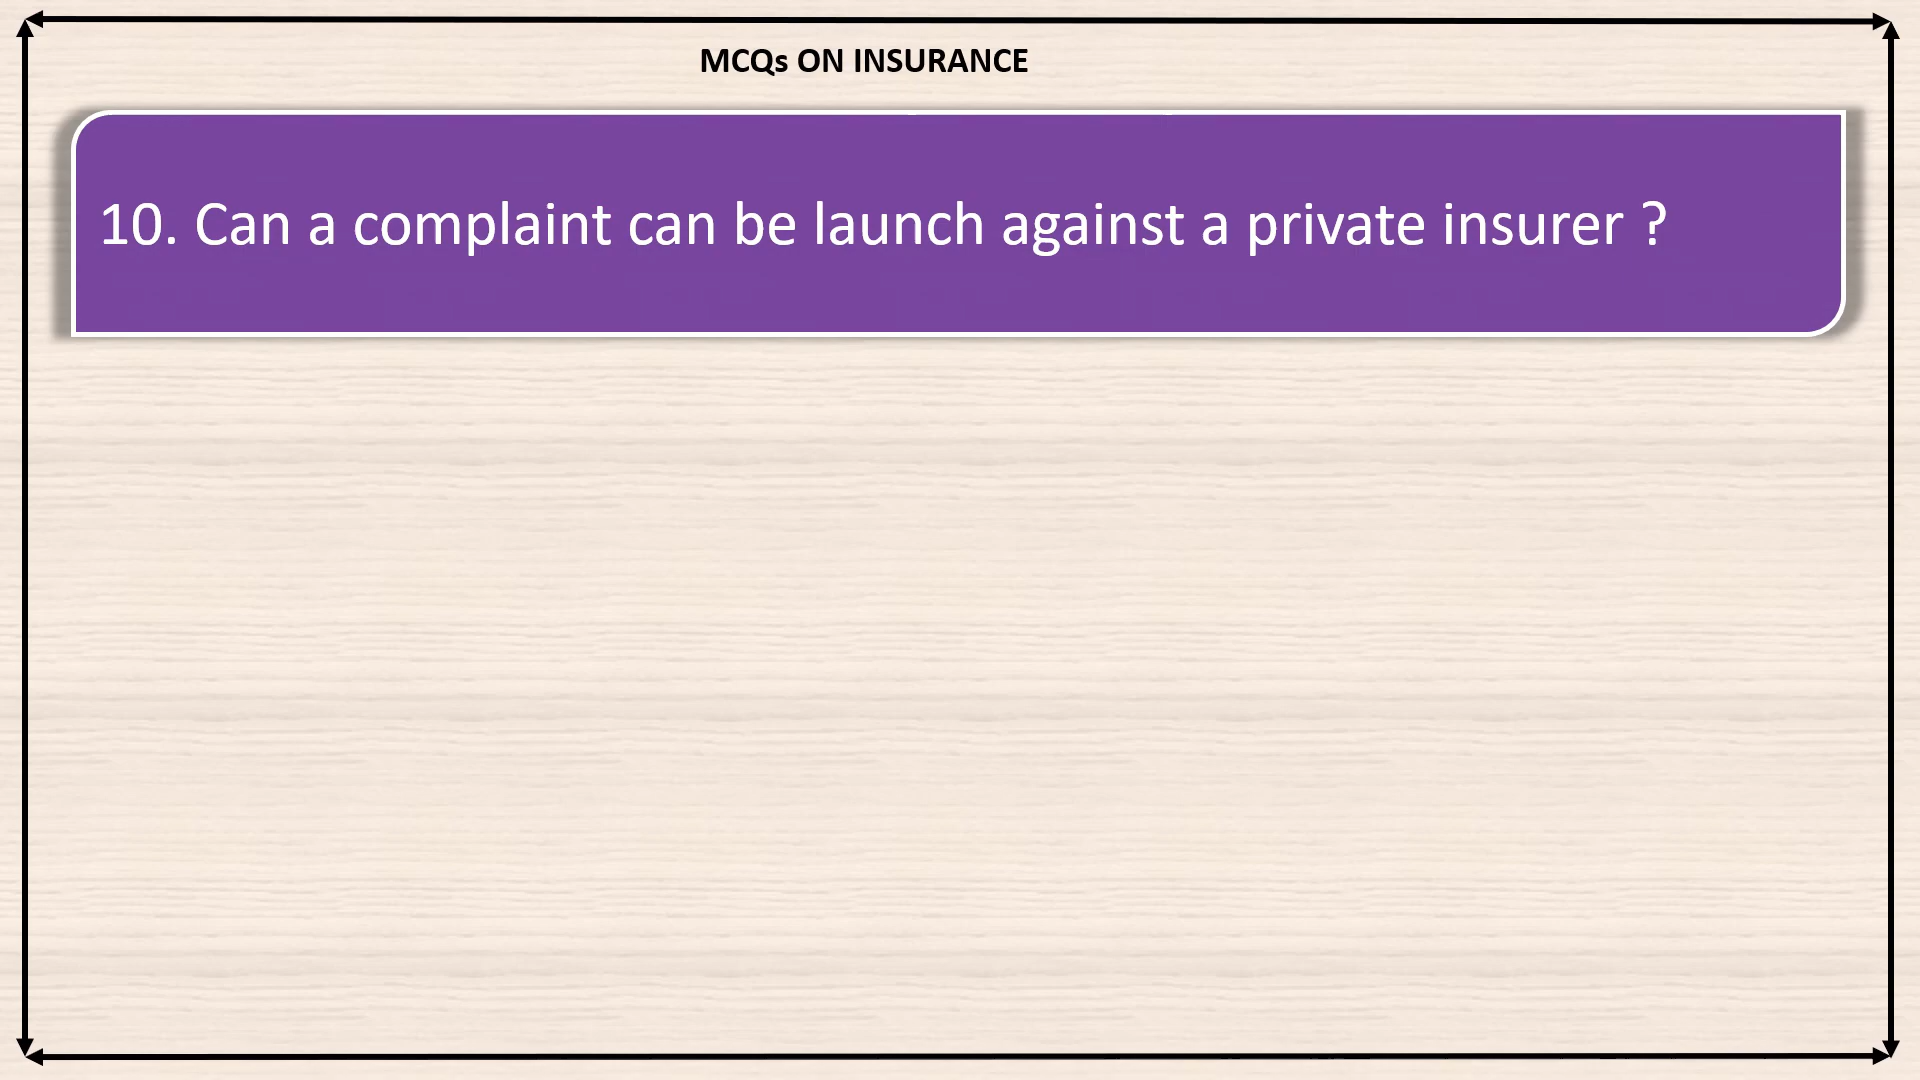 MCQs ON INSURANCE
10. Can a complaint can be launch against a private insurer ?